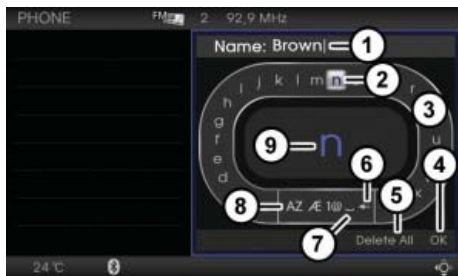 PHONE FM 2 92,9 MHz
Name: Brown|
1
i j k l m n
2
h
r
3
g
f
u
9
n
e
d
6
5
4
8
AZ Æ 1@ _ ←
x
7
Delete All OK
24°C